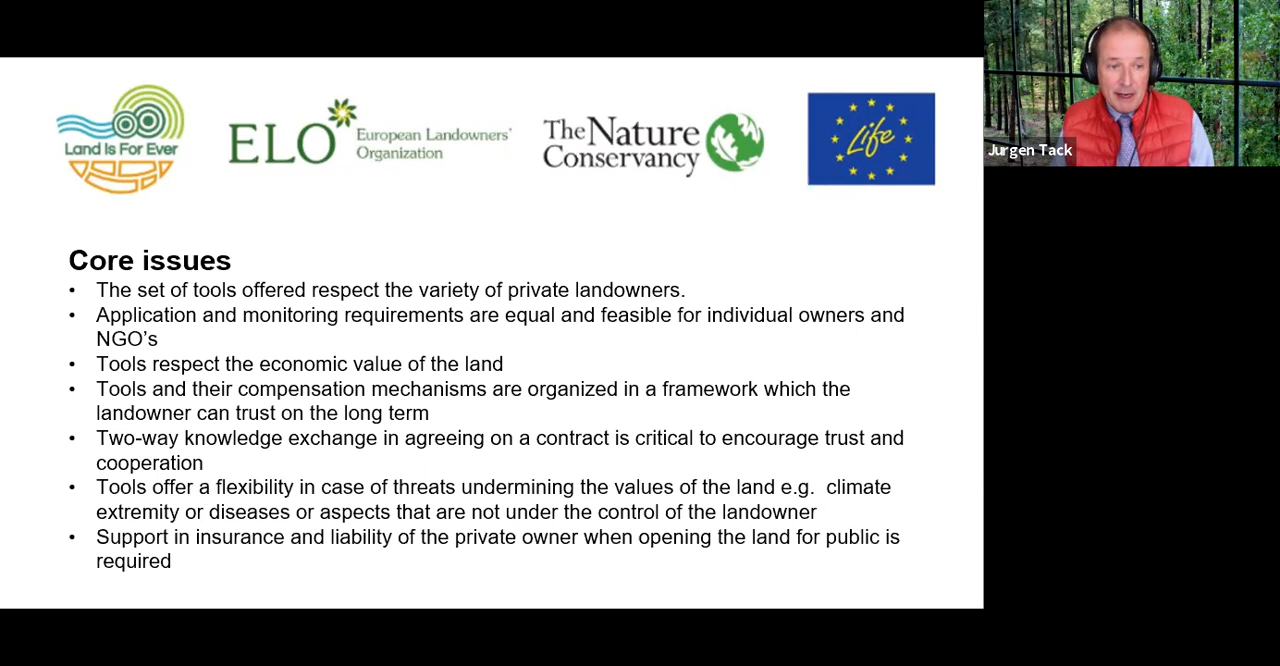 Land Is For Ever
ELO European Landowners'
Organization
The Nature
Conservancy
Life
Jurgen Tack
Core issues
• The set of tools offered respect the variety of private landowners.
• Application and monitoring requirements are equal and feasible for individual owners and
NGO’s
• Tools respect the economic value of the land
• Tools and their compensation mechanisms are organized in a framework which the
landowner can trust on the long term
• Two-way knowledge exchange in agreeing on a contract is critical to encourage trust and
cooperation
• Tools offer a flexibility in case of threats undermining the values of the land e.g.  climate
extremity or diseases or aspects that are not under the control of the landowner
• Support in insurance and liability of the private owner when opening the land for public is
required